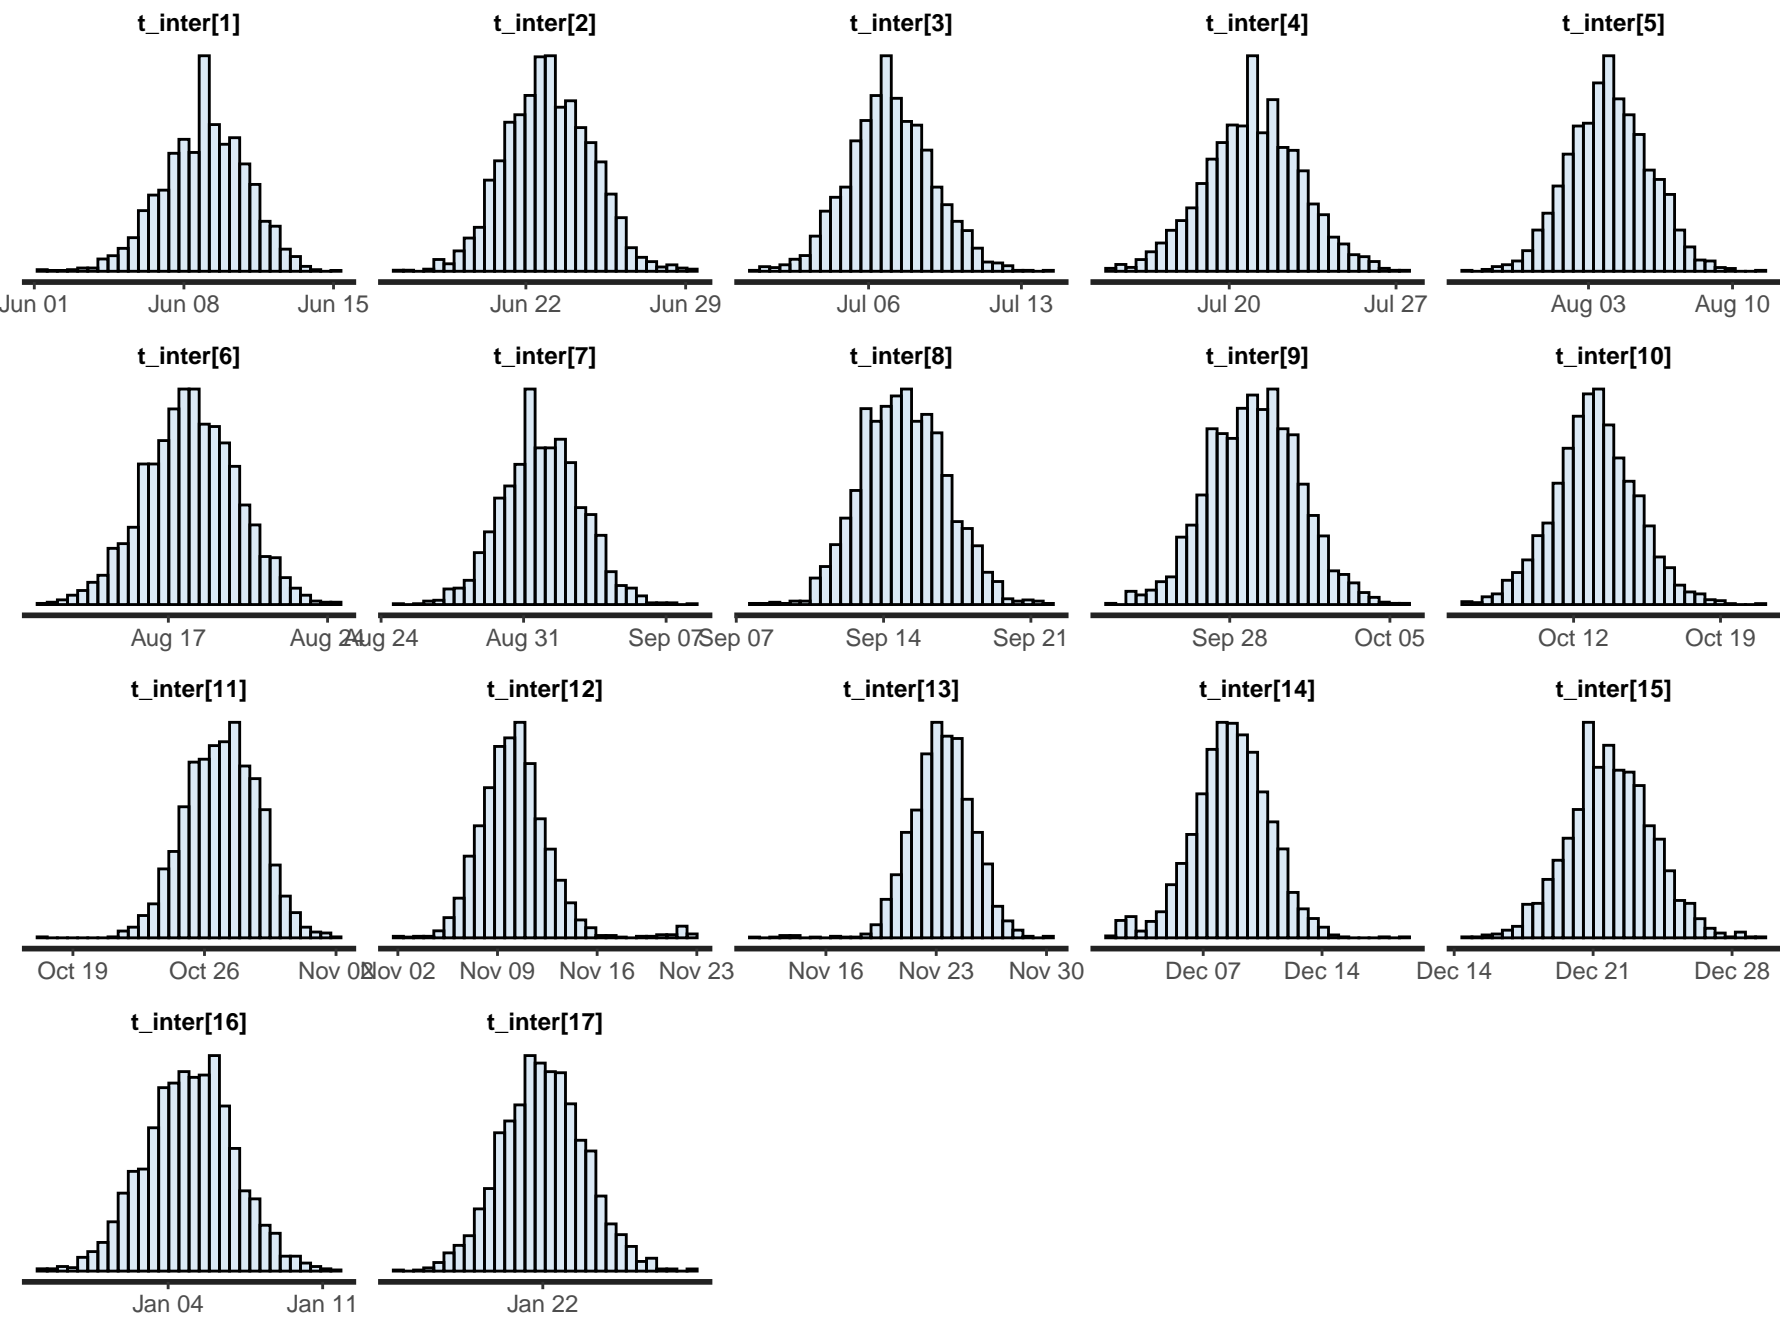 t_inter[1] t_inter[2] t_inter[3] t_inter[4] t_inter[5]
Jun 01 Jun 08 Jun 15 Jun 22 Jun 29 Jul 06 Jul 13 Jul 20 Jul 27 Aug 03 Aug 10
t_inter[6] t_inter[7] t_inter[8] t_inter[9] t_inter[10]
Aug 17 Aug 24 Aug 24 Aug 31 Sep 07 Sep 07 Sep 14 Sep 21 Sep 28 Oct 05 Oct 12 Oct 19
t_inter[11] t_inter[12] t_inter[13] t_inter[14] t_inter[15]
Oct 19 Oct 26 Nov 02 Nov 02 Nov 09 Nov 16 Nov 23 Nov 16 Nov 23 Nov 30 Dec 07 Dec 14 Dec 14 Dec 21 Dec 28
t_inter[16] t_inter[17]
Jan 04 Jan 11 Jan 22